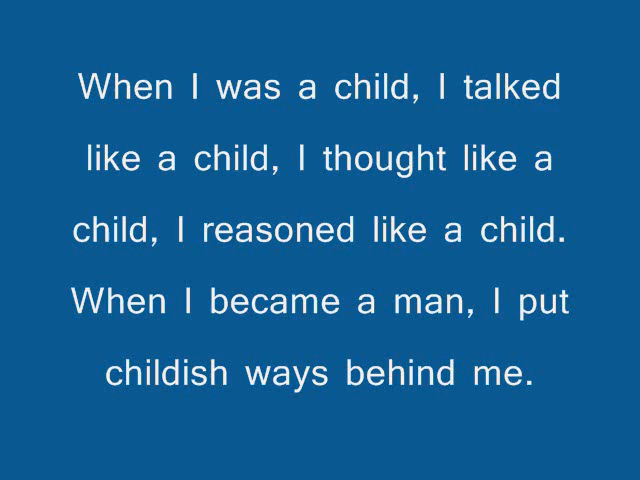 When I was a child, I talked
like a child, I thought like a
child, I reasoned like a child.
When I became a man, I put
childish ways behind me.